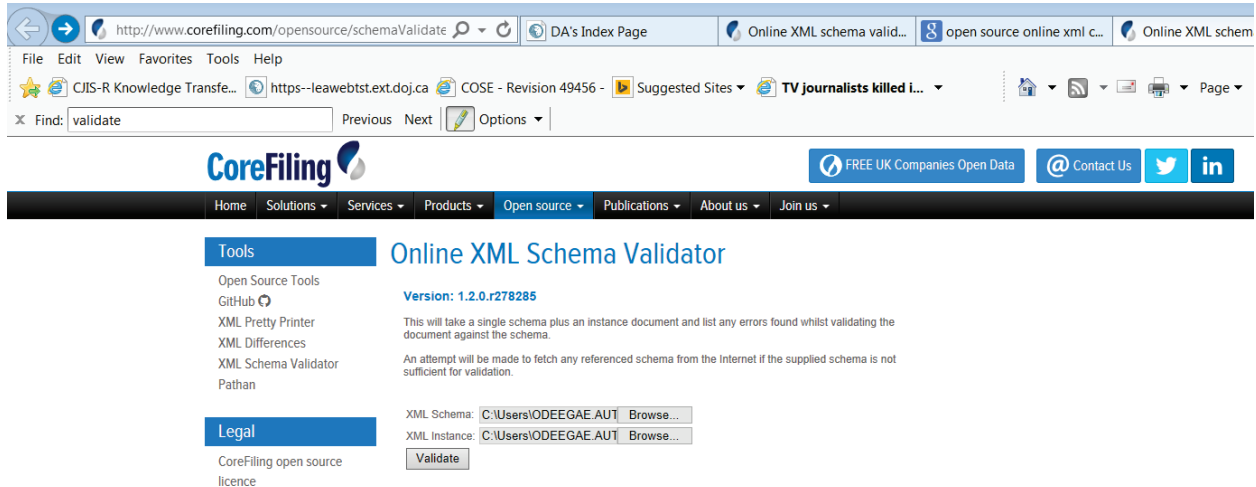 http://www.corefiling.com/opensource/schemaValidate DA's Index Page Online XML schema valid... open source online xml c... Online XML schem
File Edit View Favorites Tools Help
CJIS-R Knowledge Transfe... https--leawebtst.ext.doj.ca COSE - Revision 49456 - Suggested Sites TV journalists killed i... Page
x Find: validate Previous Next Options
CoreFiling FREE UK Companies Open Data @ Contact Us in
Home Solutions Services Products Open source Publications About us Join us
Tools
Open Source Tools
GitHub
XML Pretty Printer
XML Differences
XML Schema Validator
Pathan
Legal
CoreFiling open source
licence
Online XML Schema Validator
Version: 1.2.0.r278285
This will take a single schema plus an instance document and list any errors found whilst validating the
document against the schema.
An attempt will be made to fetch any referenced schema from the Internet if the supplied schema is not
sufficient for validation.
XML Schema: C:\Users\ODEEGAE.AUT Browse...
XML Instance: C:\Users\ODEEGAE.AUT Browse...
Validate